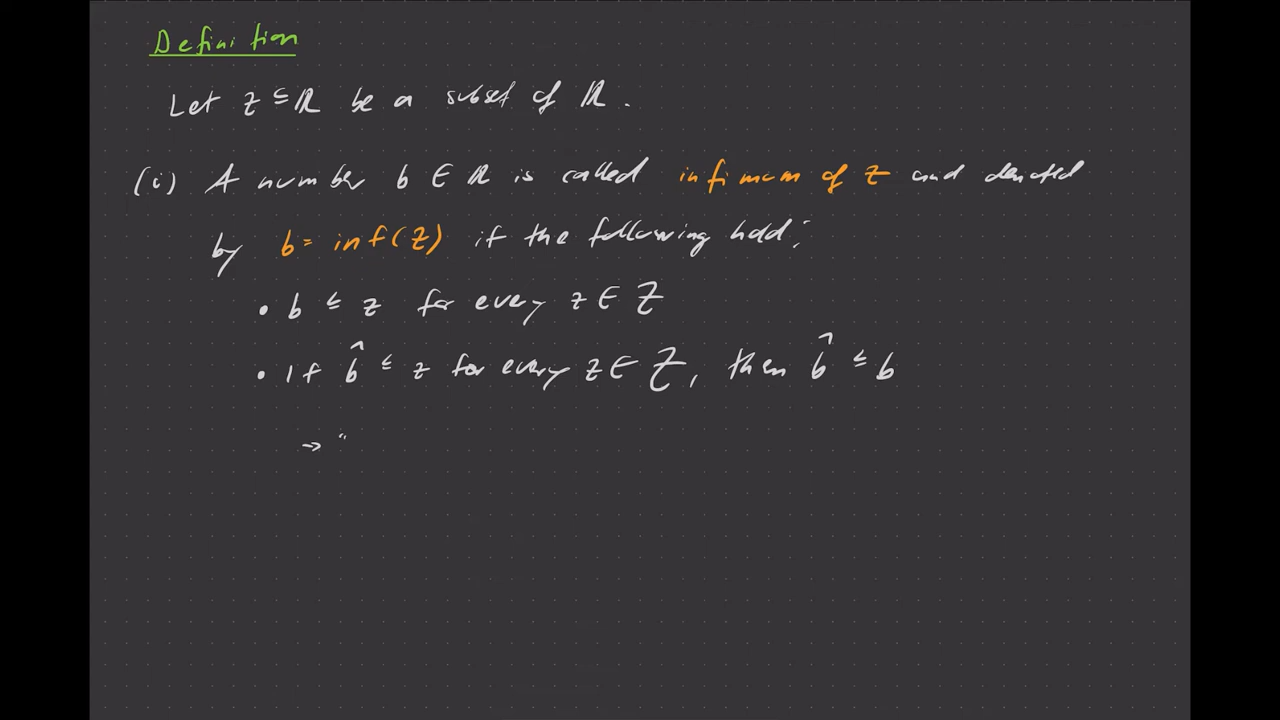 Definition
Let Z ⊆ ℝ be a subset of ℝ.
(i) A number b ∈ ℝ is called infimum of Z and denoted
by b = inf(Z) if the following hold:
• b ≤ z for every z ∈ Z
• If b̂ ≤ z for every z ∈ Z, then b̂ ≤ b
→ "